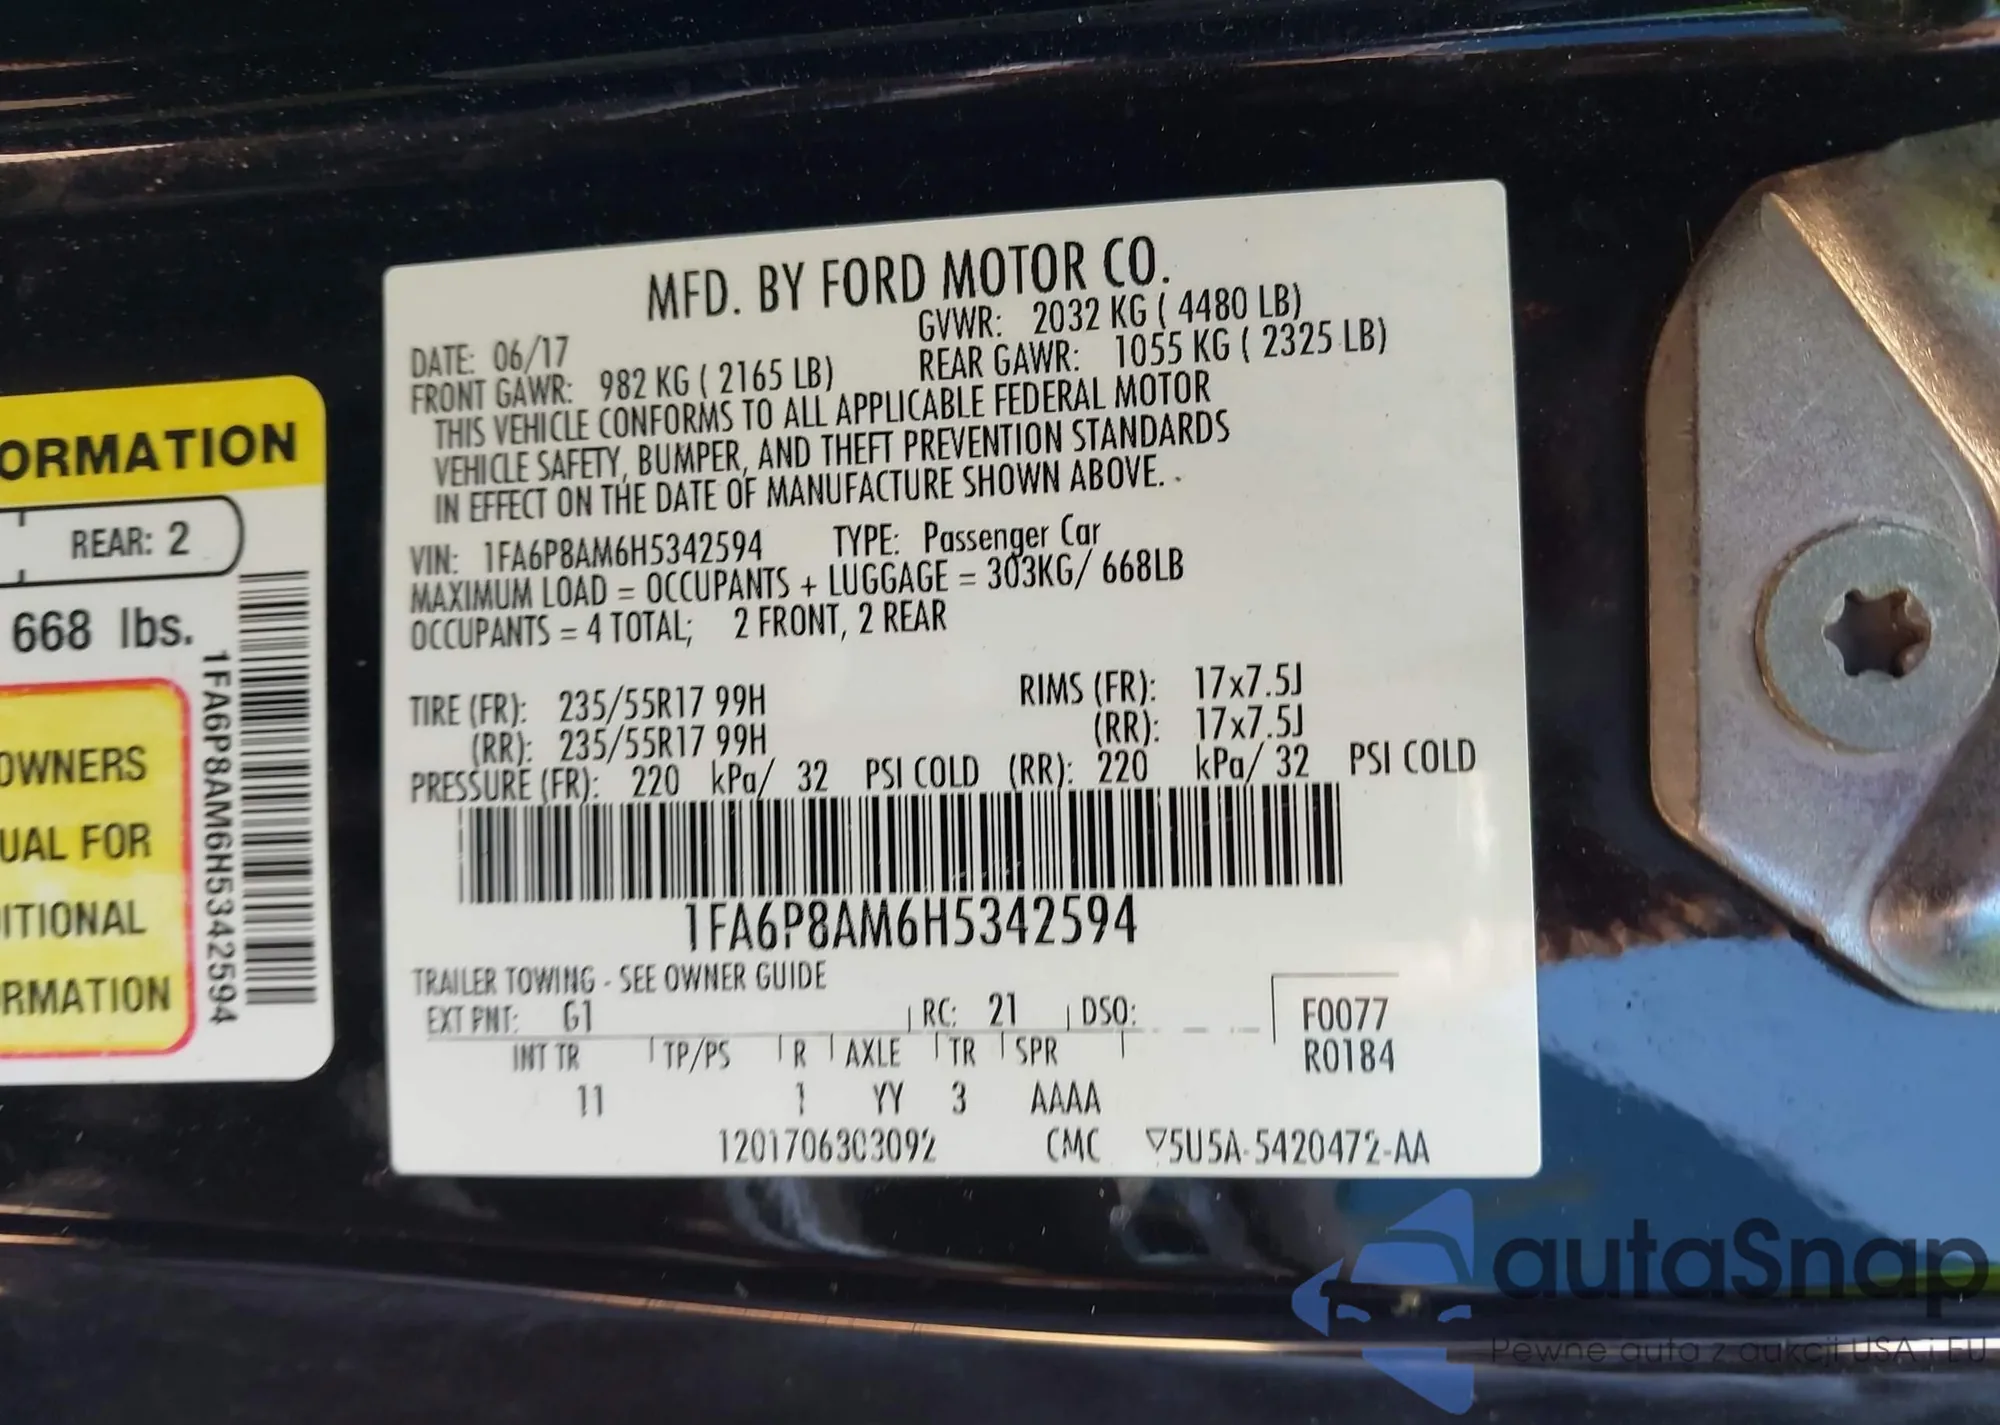 MFD. BY FORD MOTOR CO.
DATE: 06/17 GVWR: 2032 KG ( 4480 LB)
FRONT GAWR: 982 KG ( 2165 LB) REAR GAWR: 1055 KG ( 2325 LB)
THIS VEHICLE CONFORMS TO ALL APPLICABLE FEDERAL MOTOR
VEHICLE SAFETY, BUMPER, AND THEFT PREVENTION STANDARDS
IN EFFECT ON THE DATE OF MANUFACTURE SHOWN ABOVE.
VIN: 1FA6P8AM6H5342594 TYPE: Passenger Car
MAXIMUM LOAD = OCCUPANTS + LUGGAGE = 303KG/ 668LB
OCCUPANTS = 4 TOTAL; 2 FRONT, 2 REAR
TIRE (FR): 235/55R17 99H RIMS (FR): 17x7.5J
(RR): 235/55R17 99H (RR): 17x7.5J
PRESSURE (FR): 220 kPa/ 32 PSI COLD (RR): 220 kPa/ 32 PSI COLD
1FA6P8AM6H5342594
TRAILER TOWING - SEE OWNER GUIDE
EXT PNT: G1 RC: 21 DSO: F0077
INT TR TP/PS R AXLE TR SPR R0184
11 1 YY 3 AAAA
1201706303092 CMC ▽5U5A-5420472-AA
ORMATION
REAR: 2
668 lbs.
OWNERS
UAL FOR
ITIONAL
RMATION
1FA6P8AM6H5342594
autaSnap
Pewne auta z aukcji USA i EU